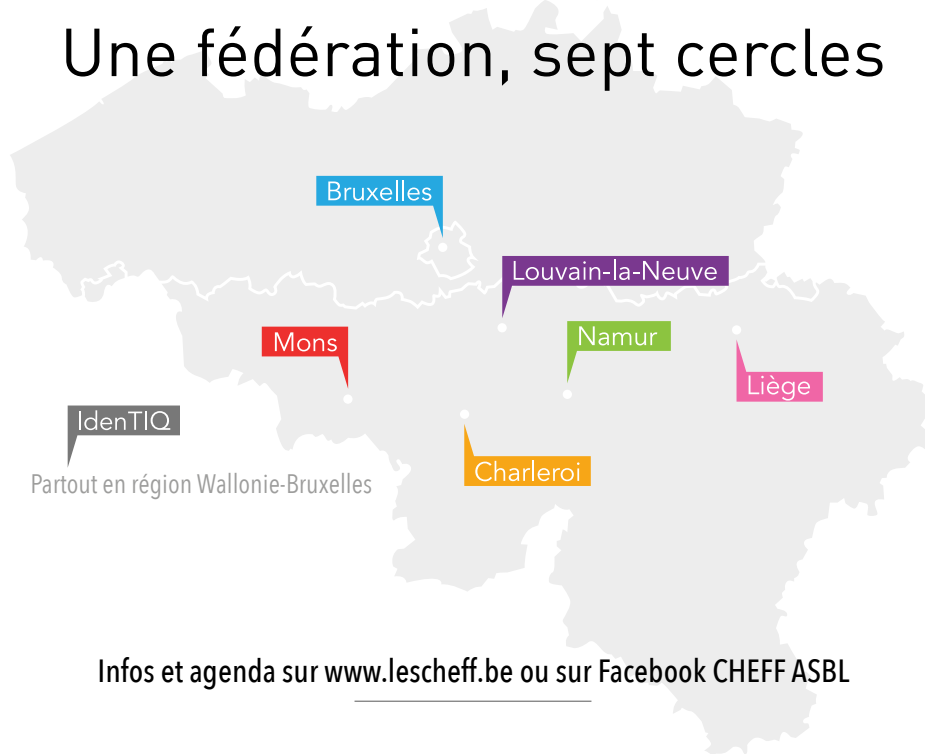 Une fédération, sept cercles
Bruxelles
Louvain-la-Neuve
Mons
Namur
Liège
IdenTIQ
Charleroi
Partout en région Wallonie-Bruxelles
Infos et agenda sur www.lescheff.be ou sur Facebook CHEFF ASBL